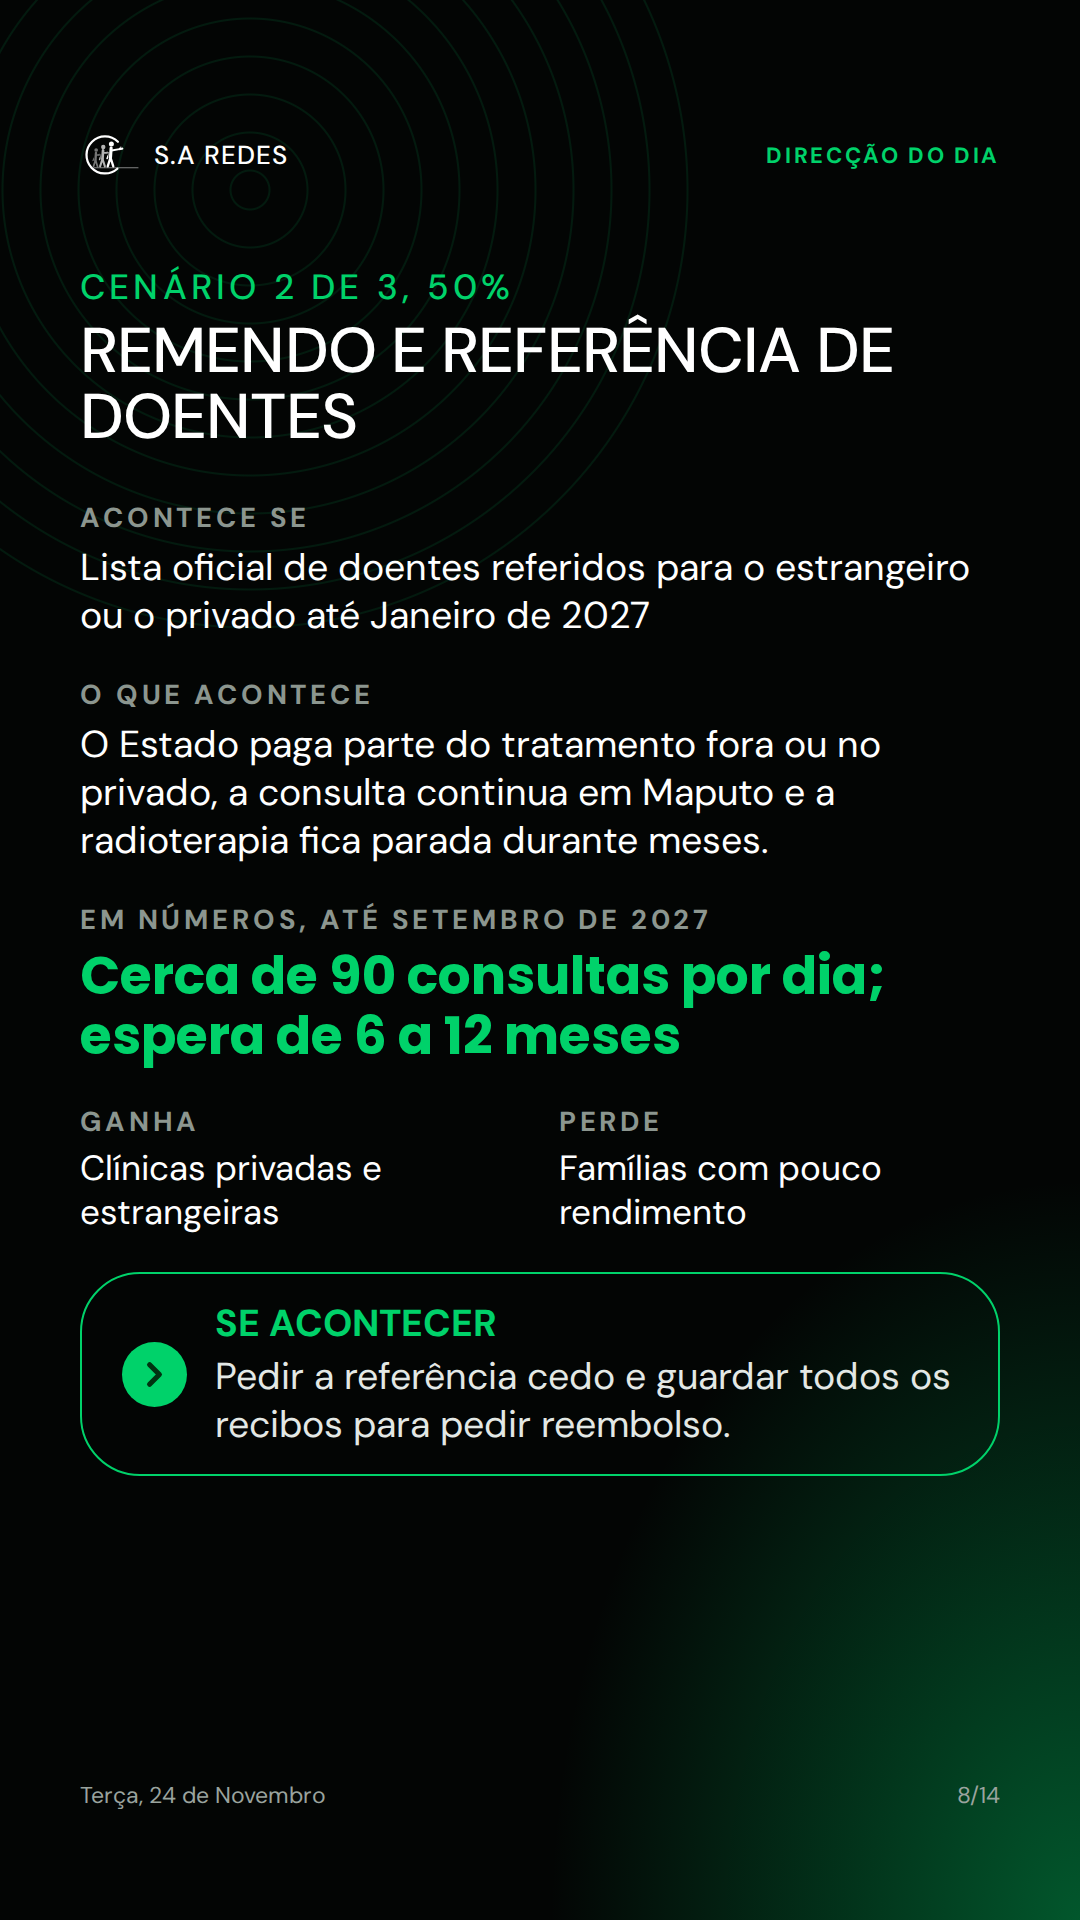 S.A REDES
DIRECÇÃO DO DIA
CENÁRIO 2 DE 3, 50%
REMENDO E REFERÊNCIA DE
DOENTES
ACONTECE SE
Lista oficial de doentes referidos para o estrangeiro
ou o privado até Janeiro de 2027
O QUE ACONTECE
O Estado paga parte do tratamento fora ou no
privado, a consulta continua em Maputo e a
radioterapia fica parada durante meses.
EM NÚMEROS, ATÉ SETEMBRO DE 2027
Cerca de 90 consultas por dia;
espera de 6 a 12 meses
GANHA
Clínicas privadas e
estrangeiras
PERDE
Famílias com pouco
rendimento
SE ACONTECER
Pedir a referência cedo e guardar todos os
recibos para pedir reembolso.
Terça, 24 de Novembro
8/14